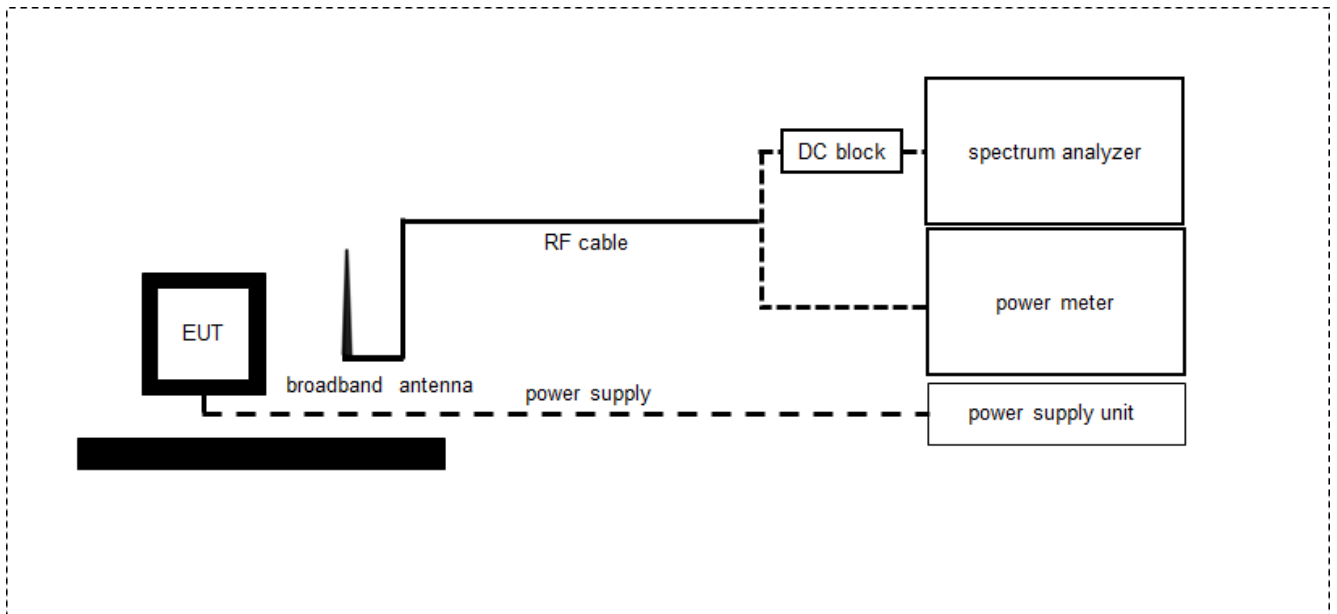 DC block
spectrum analyzer
RF cable
power meter
EUT
broadband antenna
power supply
power supply unit